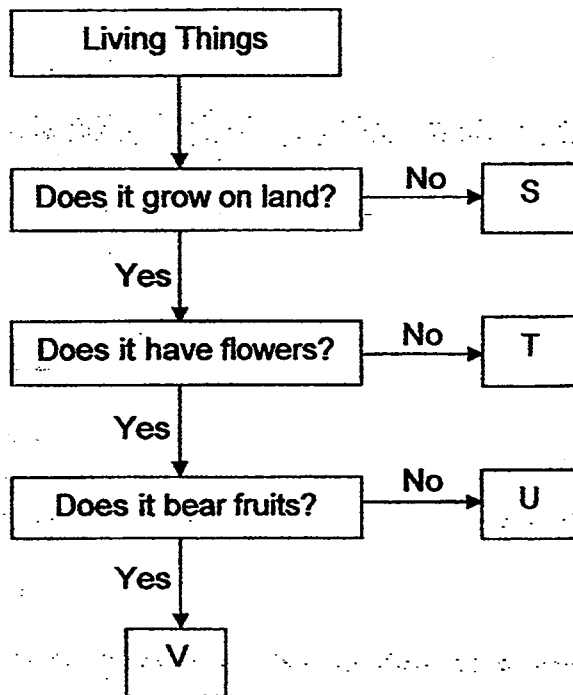 Living Things
Does it grow on land?
No
S
Yes
Does it have flowers?
No
T
Yes
Does it bear fruits?
No
U
Yes
V